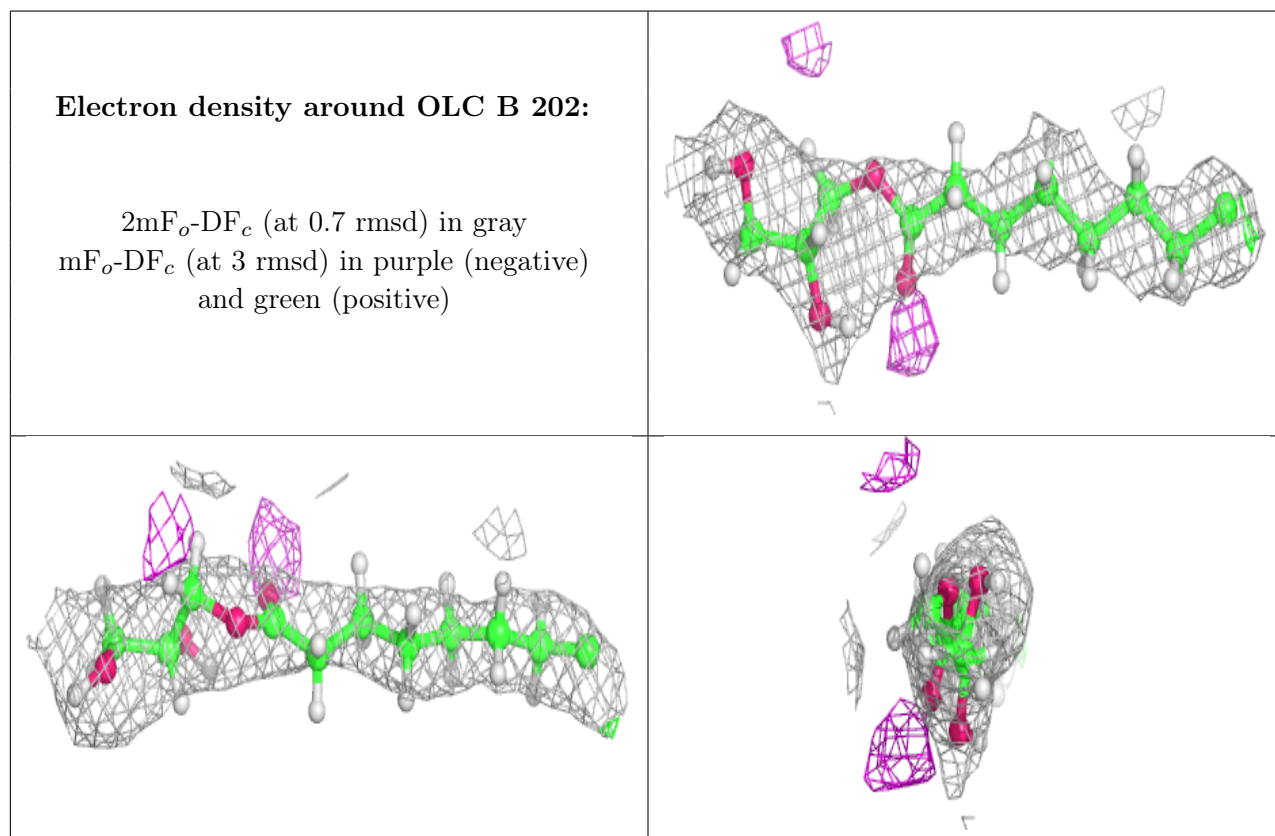 Electron density around OLC B 202:
2mFₒ-DF𝒸 (at 0.7 rmsd) in gray
mFₒ-DF𝒸 (at 3 rmsd) in purple (negative)
and green (positive)